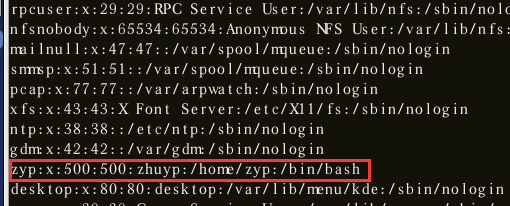 rpcuser:x:29:29:RPC Service User:/var/lib/nfs:/sbin/nolo
nfsnobody:x:65534:65534:Anonymous NFS User:/var/lib/nfs:
mailnull:x:47:47::/var/spool/mqueue:/sbin/nologin
smmsp:x:51:51::/var/spool/mqueue:/sbin/nologin
pcap:x:77:77::/var/arpwatch:/sbin/nologin
xfs:x:43:43:X Font Server:/etc/X11/fs:/sbin/nologin
ntp:x:38:38::/etc/ntp:/sbin/nologin
gdm:x:42:42::/var/gdm:/sbin/nologin
zyp:x:500:500:zhuyp:/home/zyp:/bin/bash
desktop:x:80:80:desktop:/var/lib/menu/kde:/sbin/nologin